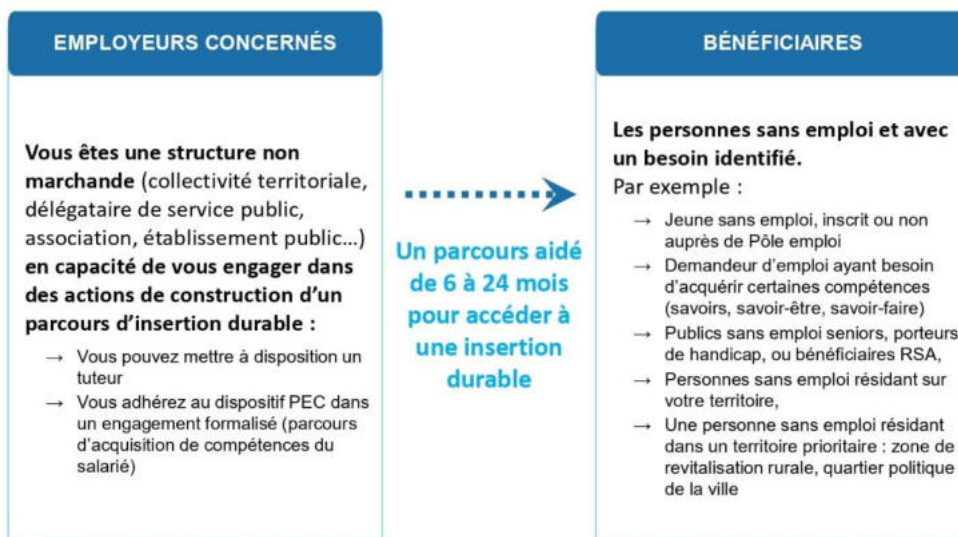 EMPLOYEURS CONCERNÉS
Vous êtes une structure non
marchande (collectivité territoriale,
délégataire de service public,
association, établissement public…)
en capacité de vous engager dans
des actions de construction d'un
parcours d'insertion durable :
→ Vous pouvez mettre à disposition un
tuteur
→ Vous adhérez au dispositif PEC dans
un engagement formalisé (parcours
d'acquisition de compétences du
salarié)
Un parcours aidé
de 6 à 24 mois
pour accéder à
une insertion
durable
BÉNÉFICIAIRES
Les personnes sans emploi et avec
un besoin identifié.
Par exemple :
→ Jeune sans emploi, inscrit ou non
auprès de Pôle emploi
→ Demandeur d'emploi ayant besoin
d'acquérir certaines compétences
(savoirs, savoir-être, savoir-faire)
→ Publics sans emploi seniors, porteurs
de handicap, ou bénéficiaires RSA,
→ Personnes sans emploi résidant sur
votre territoire,
→ Une personne sans emploi résidant
dans un territoire prioritaire : zone de
revitalisation rurale, quartier politique
de la ville